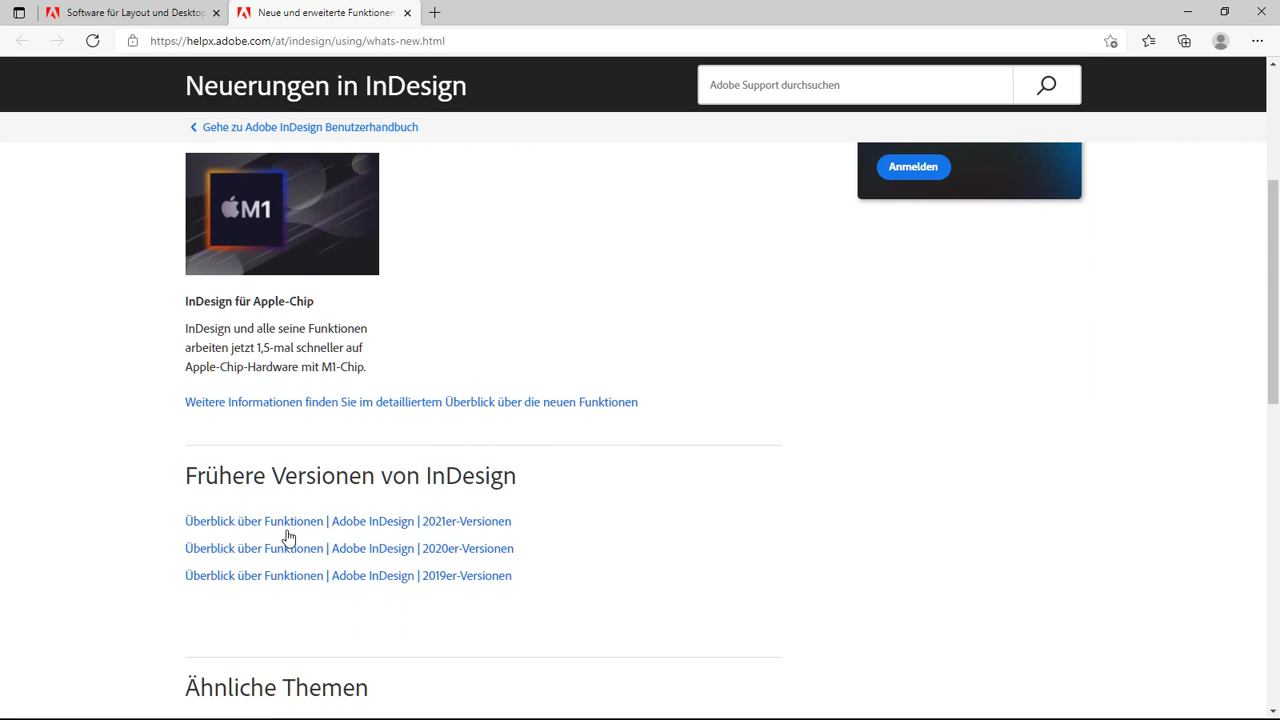 Software für Layout und Desktop
Neue und erweiterte Funktionen
https://helpx.adobe.com/at/indesign/using/whats-new.html
Neuerungen in InDesign
Adobe Support durchsuchen
Gehe zu Adobe InDesign Benutzerhandbuch
Anmelden
M1
InDesign für Apple-Chip
InDesign und alle seine Funktionen
arbeiten jetzt 1,5-mal schneller auf
Apple-Chip-Hardware mit M1-Chip.
Weitere Informationen finden Sie im detailliertem Überblick über die neuen Funktionen
Frühere Versionen von InDesign
Überblick über Funktionen | Adobe InDesign | 2021er-Versionen
Überblick über Funktionen | Adobe InDesign | 2020er-Versionen
Überblick über Funktionen | Adobe InDesign | 2019er-Versionen
Ähnliche Themen